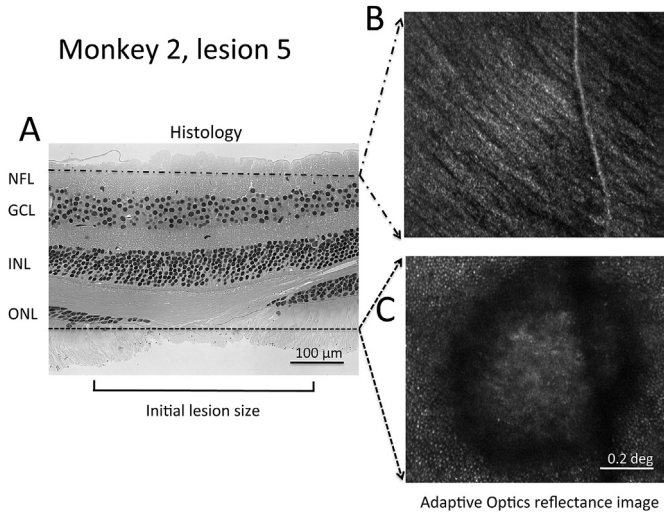 Monkey 2, lesion 5
A
Histology
NFL
GCL
INL
ONL
100 µm
Initial lesion size
B
C
0.2 deg
Adaptive Optics reflectance image